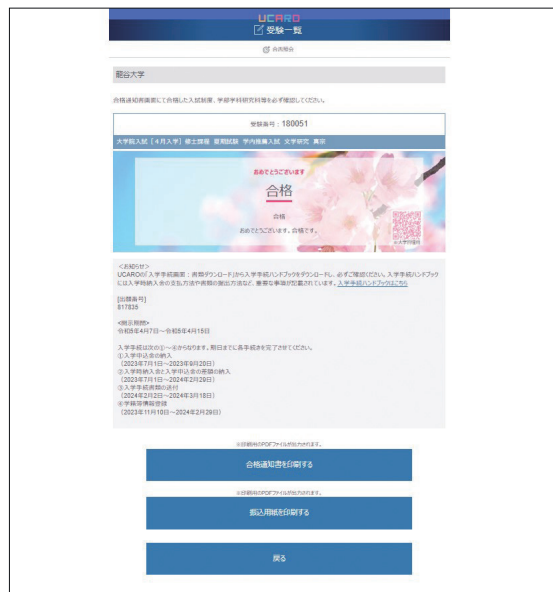 UCARO
受験一覧
合否照会
龍谷大学
合格通知書画面にて合格した入試制度、学部学科研究科等を必ず確認してください。
受験番号：180051
大学院入試［4月入学］修士課程 夏期試験 学内推薦入試 文学研究 真宗
おめでとうございます
合格
合格
おめでとうございます。合格です。
<お知らせ>
UCAROの「入学手続画面：書類ダウンロード」から入学手続ハンドブックをダウンロードし、必ずご確認ください。入学手続ハンドブック
には入学時納入金の支払方法や書類の提出方法など、重要な事項が記載されています。入学手続ハンドブックはこちら
[出願番号]
817835
<掲示期間>
令和5年4月7日～令和5年4月15日
入学手続は次の①～④からなります。期日までに各手続きを完了させてください。
①入学申込金の納入
（2023年7月1日～2023年9月20日）
②入学時納入金と入学申込金の差額の納入
（2023年7月1日～2024年2月29日）
③入学手続書類の送付
（2024年2月2日～2024年3月18日）
④学籍等情報登録
（2023年11月10日～2024年2月29日）
※印刷用のPDFファイルが出力されます。
合格通知書を印刷する
※印刷用のPDFファイルが出力されます。
振込用紙を印刷する
戻る